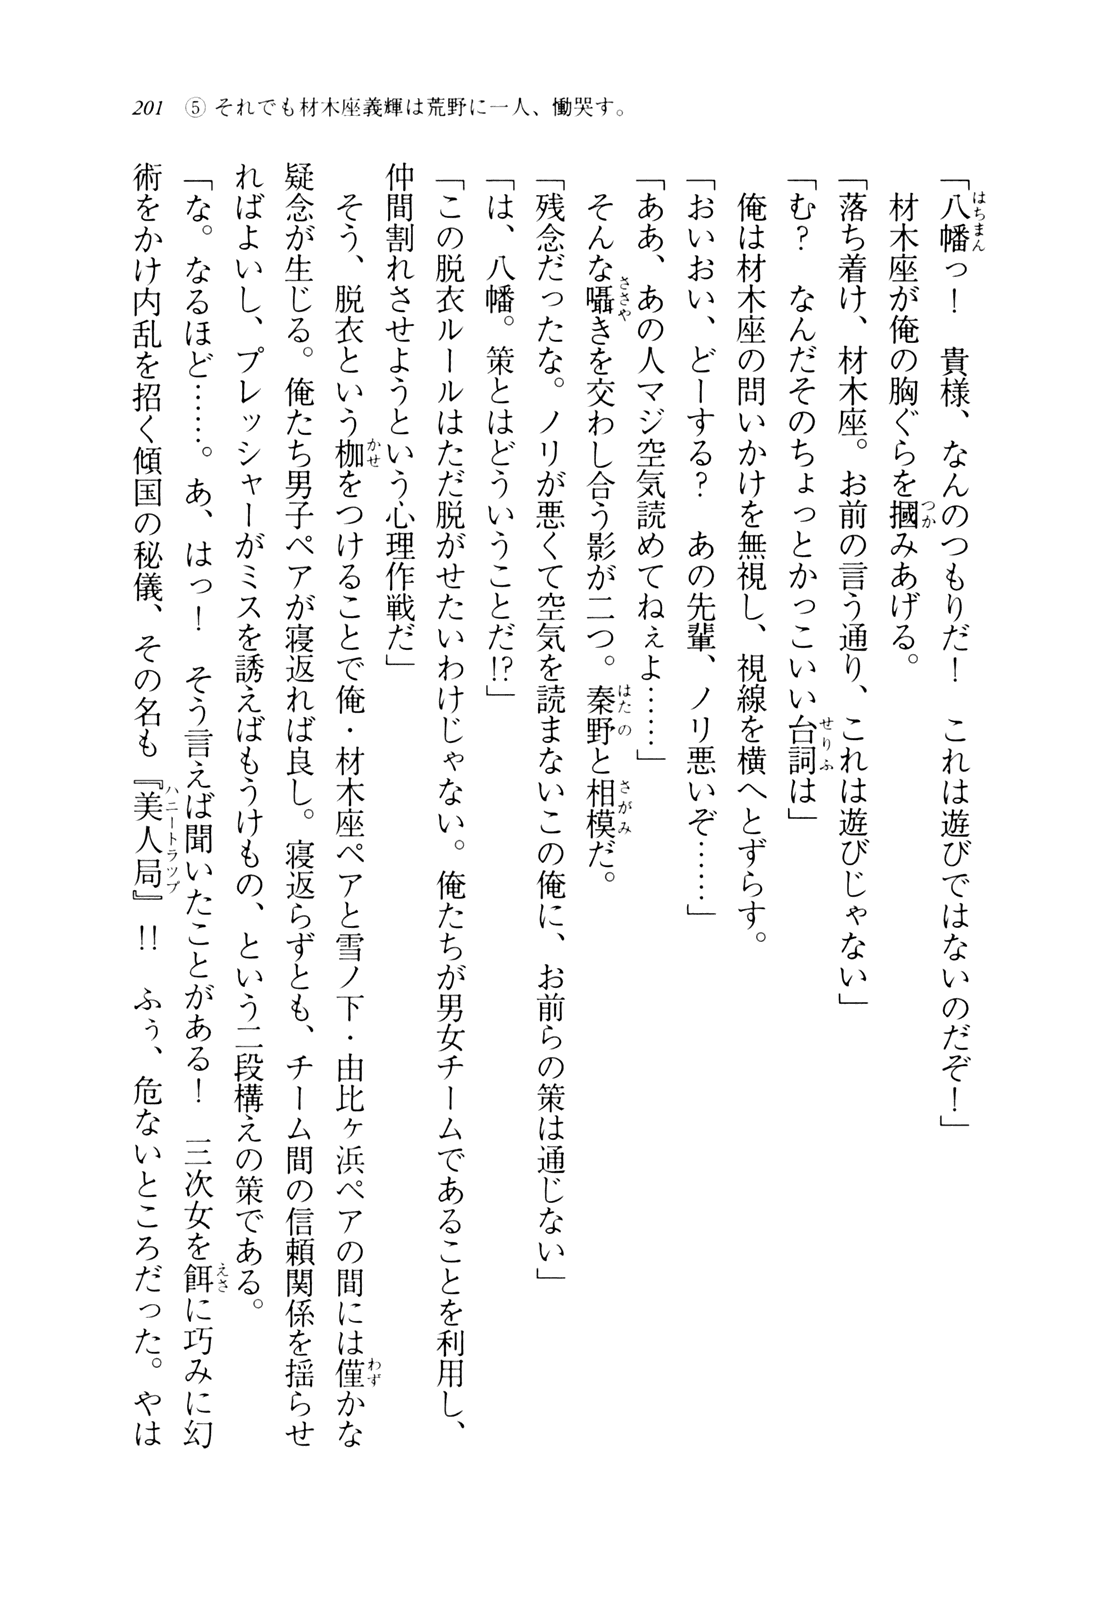 201 ⑤ それでも材木座義輝は荒野に一人、慟哭す。
「八幡っ！　貴様、なんのつもりだ！　これは遊びではないのだぞ！」
　材木座が俺の胸ぐらを摑みあげる。
「落ち着け、材木座。お前の言う通り、これは遊びじゃない」
「む？　なんだそのちょっとかっこいい台詞は」
　俺は材木座の問いかけを無視し、視線を横へとずらす。
「おいおい、どーする？　あの先輩、ノリ悪いぞ……」
「ああ、あの人マジ空気読めてねぇよ……」
　そんな囁きを交わし合う影が二つ。秦野と相模だ。
「残念だったな。ノリが悪くて空気を読まないこの俺に、お前らの策は通じない」
「は、八幡。策とはどういうことだ!?」
「この脱衣ルールはただ脱がせたいわけじゃない。俺たちが男女チームであることを利用し、
仲間割れさせようという心理作戦だ」
　そう、脱衣という枷をつけることで俺・材木座ペアと雪ノ下・由比ヶ浜ペアの間には僅かな
疑念が生じる。俺たち男子ペアが寝返れば良し。寝返らずとも、チーム間の信頼関係を揺らせ
ればよいし、プレッシャーがミスを誘えばもうけもの、という二段構えの策である。
「な。なるほど……。あ、はっ！　そう言えば聞いたことがある！　三次女を餌に巧みに幻
術をかけ内乱を招く傾国の秘儀、その名も『美人局』!!　ふぅ、危ないところだった。やは